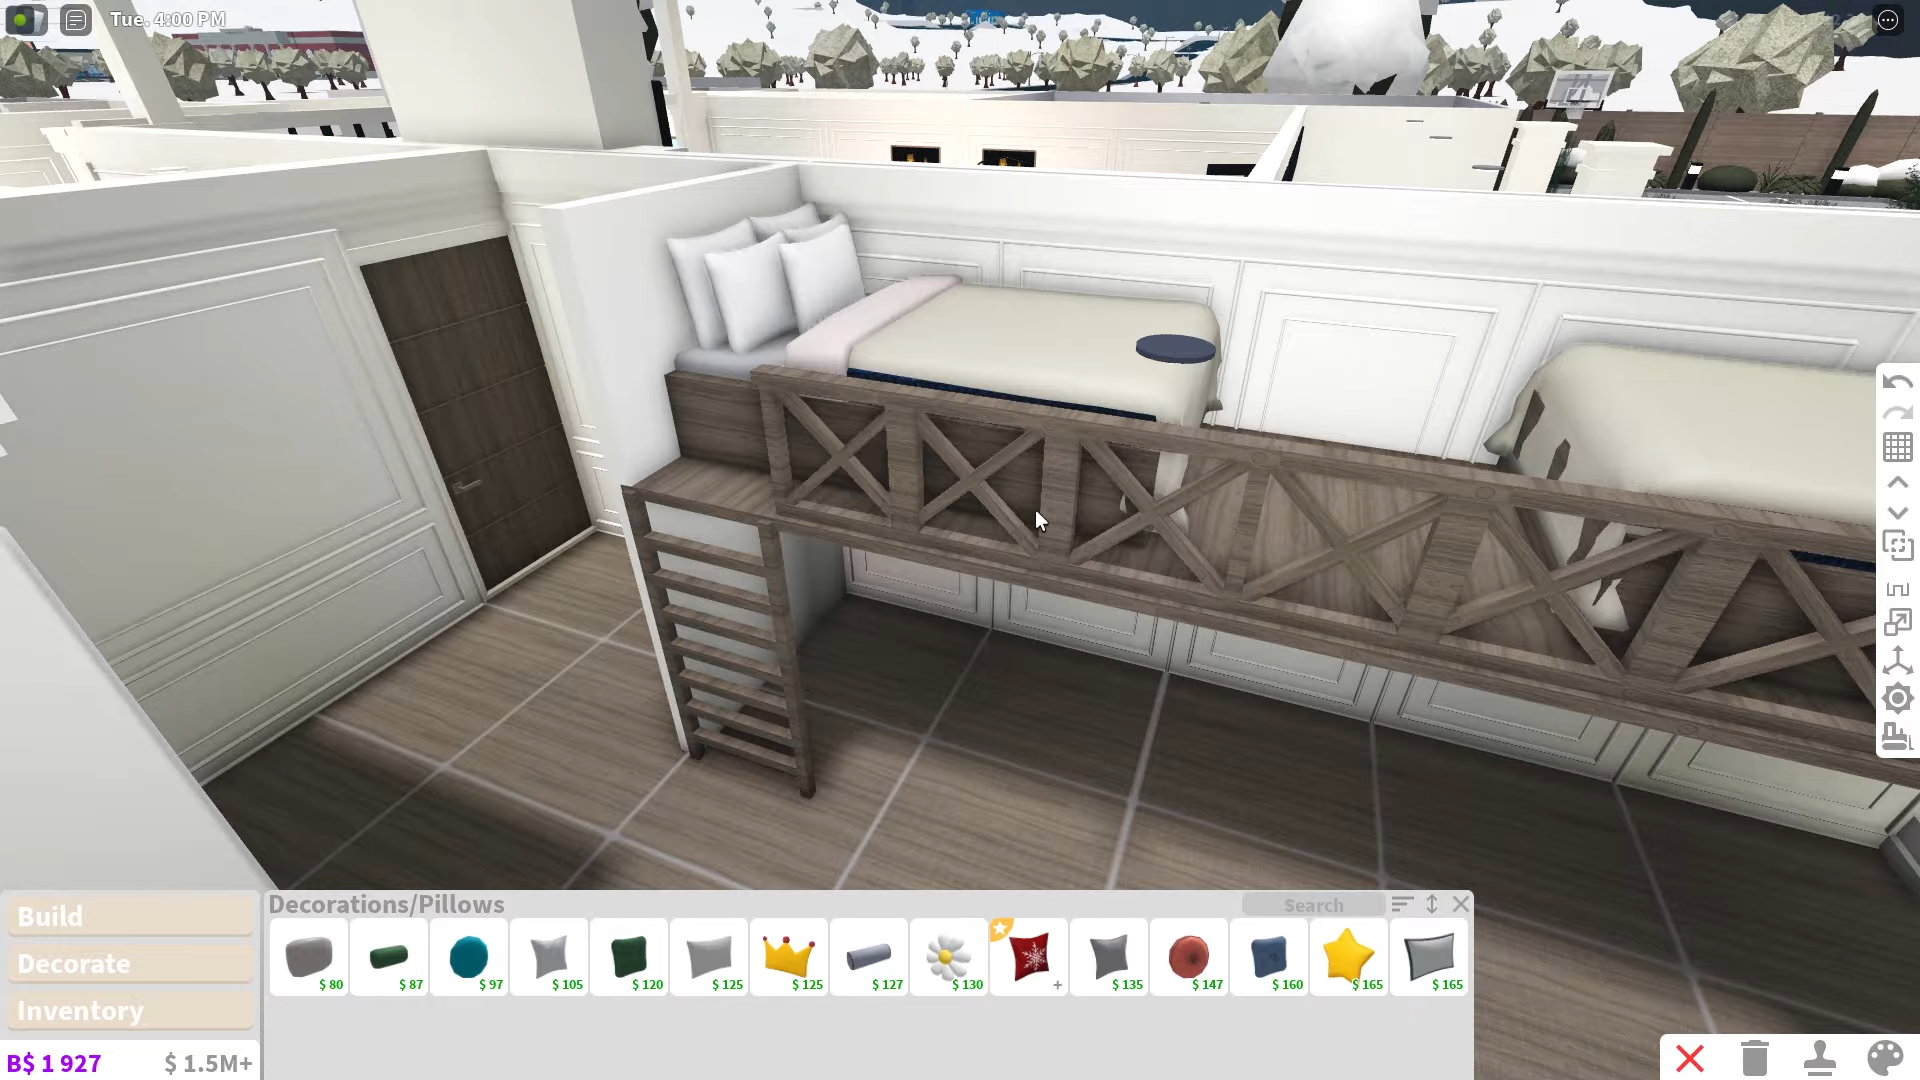 Tue. 4:00 PM
Build
Decorate
Inventory
B$ 1 927
$ 1.5M+
Decorations/Pillows
Search
$ 80
$ 87
$ 97
$ 105
$ 120
$ 125
$ 125
$ 127
$ 130
+
$ 135
$ 147
$ 160
$ 165
$ 165